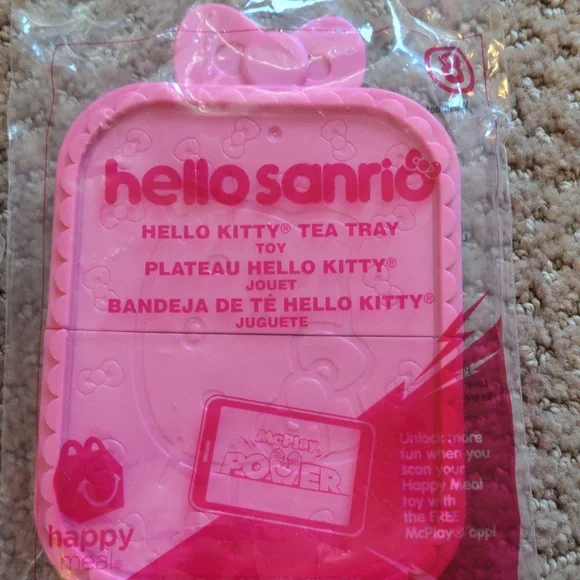 hello sanrio
HELLO KITTY® TEA TRAY
TOY
PLATEAU HELLO KITTY®
JOUET
BANDEJA DE TÉ HELLO KITTY®
JUGUETE
McPlay
POWER
Unlock more
fun when you
scan your
Happy Meal
toy with
the FREE
McPlay® app!
happy
meal®